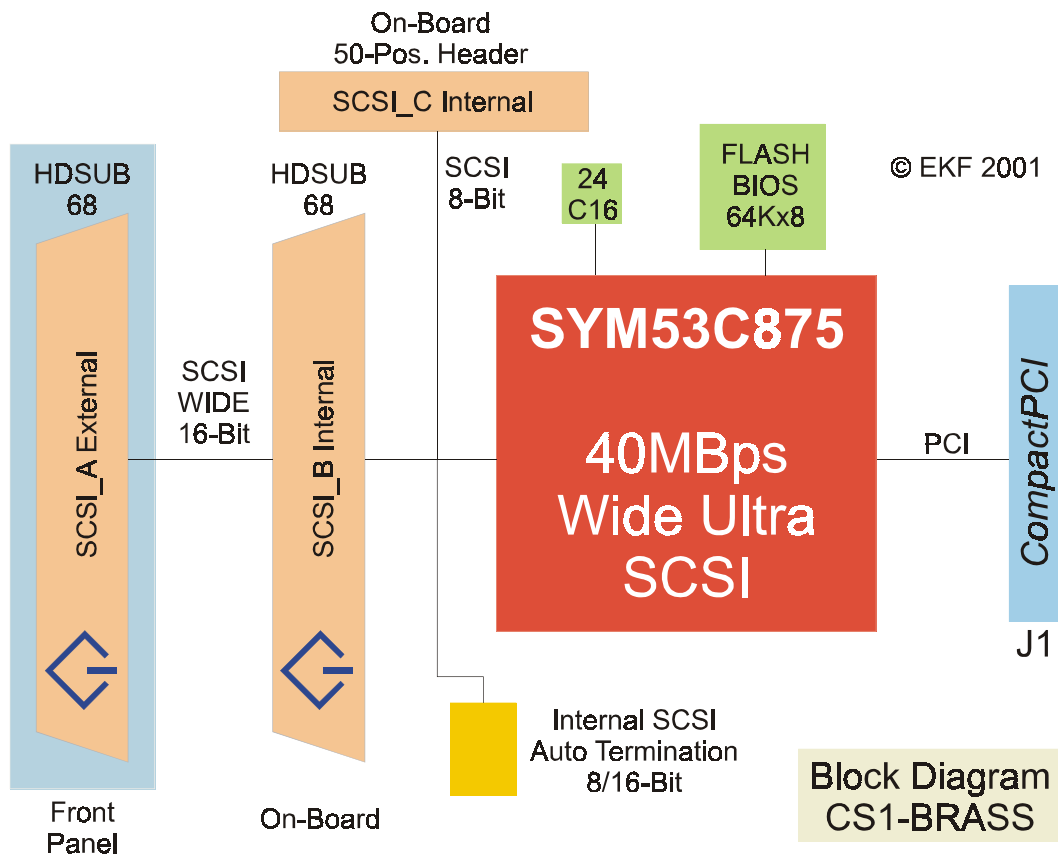 On-Board
50-Pos. Header
SCSI_C Internal
HDSUB
68
HDSUB
68
SCSI
8-Bit
24
C16
FLASH
BIOS
64Kx8
© EKF 2001
SCSI_A External
SCSI
WIDE
16-Bit
SCSI_B Internal
SYM53C875
40MBps
Wide Ultra
SCSI
PCI
CompactPCI
J1
Internal SCSI
Auto Termination
8/16-Bit
Front
Panel
On-Board
Block Diagram
CS1-BRASS